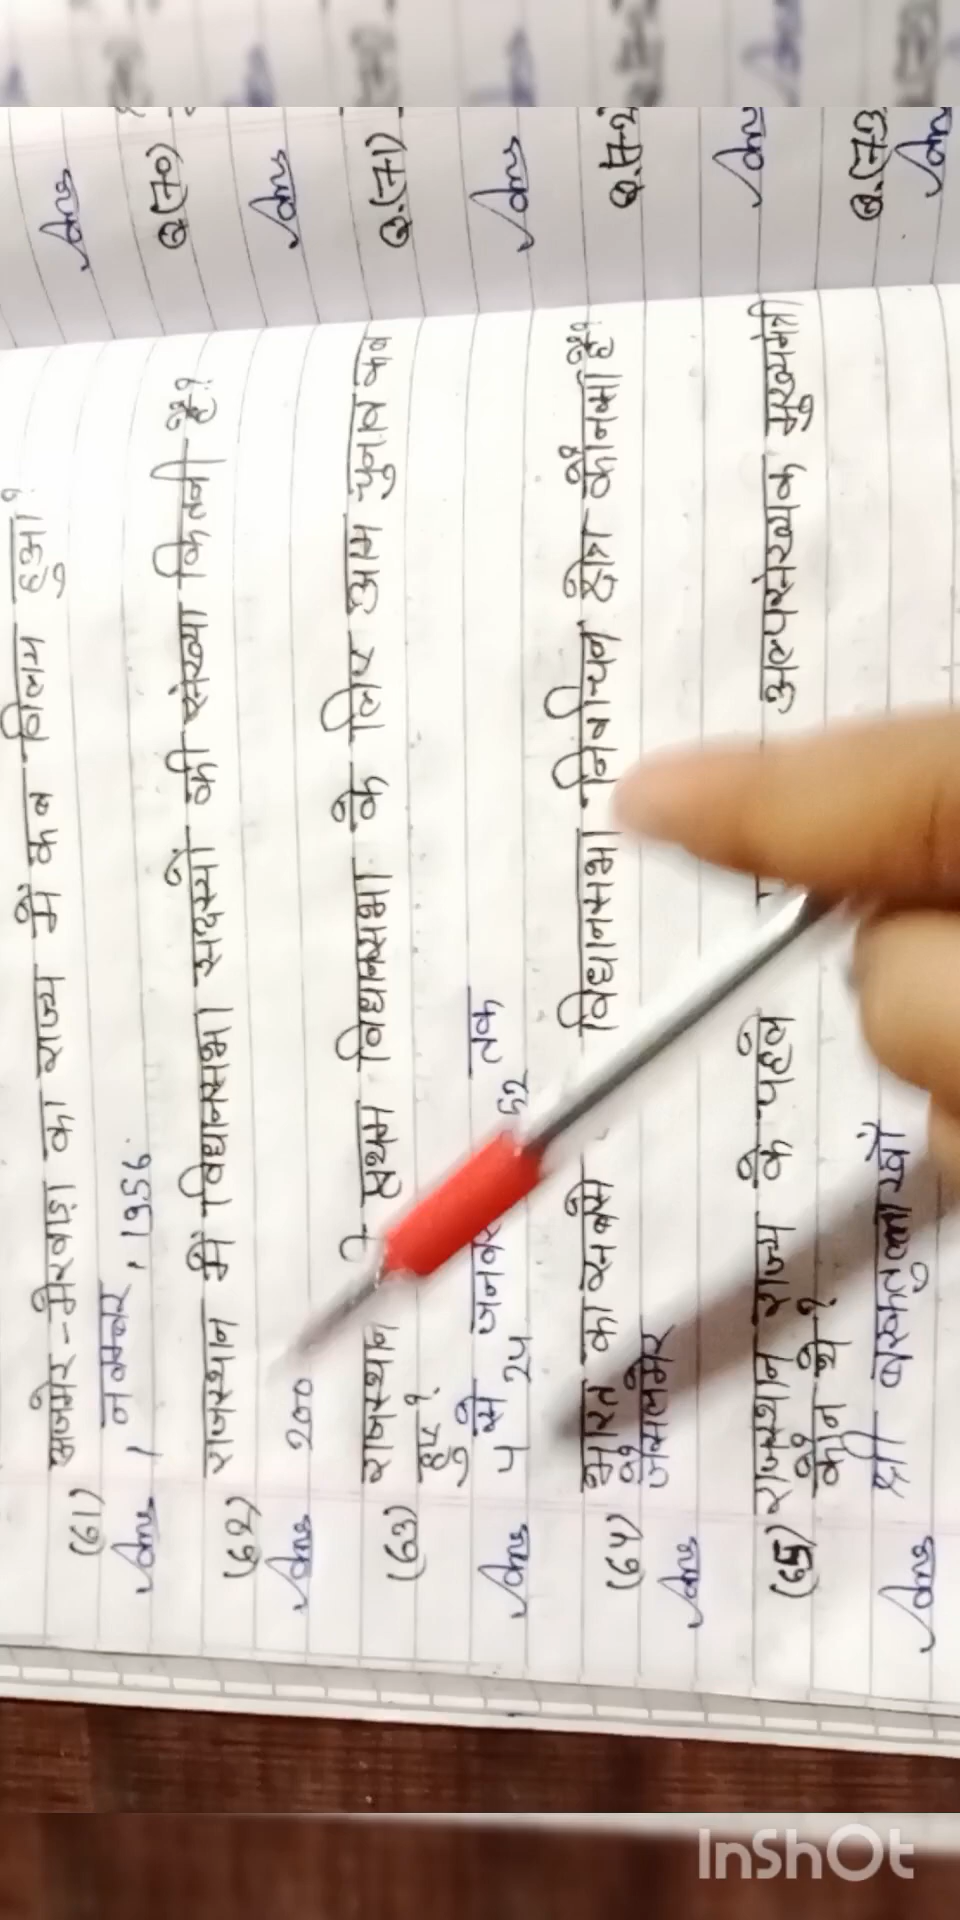 (61) अजमेर - मेरवाड़ा का राज्य में कब विलय हुआ?
Ans 1, नवम्बर, 1956.
(62) राजस्थान में विधानसभा सदस्यो की संख्या कितनी है?
Ans 200
(63) राजस्थान प्रथम विधानसभा के लिए आम चुनाव कब
हुए?
Ans 4 से 24 52 तक
(64) भारत का सबसे विधानसभा निर्वाचन क्षेत्र कौनसा है?
Ans जैसलमेर
(65) राजस्थान राज्य के पहले अल्पसंख्यक मुख्यमंत्री
कौन थे?
Ans श्री बरकतुल्ला खाँ
Ans
Q.(70)
Ans
Q.(71)
Ans
Ans
Q.(73
InShOt